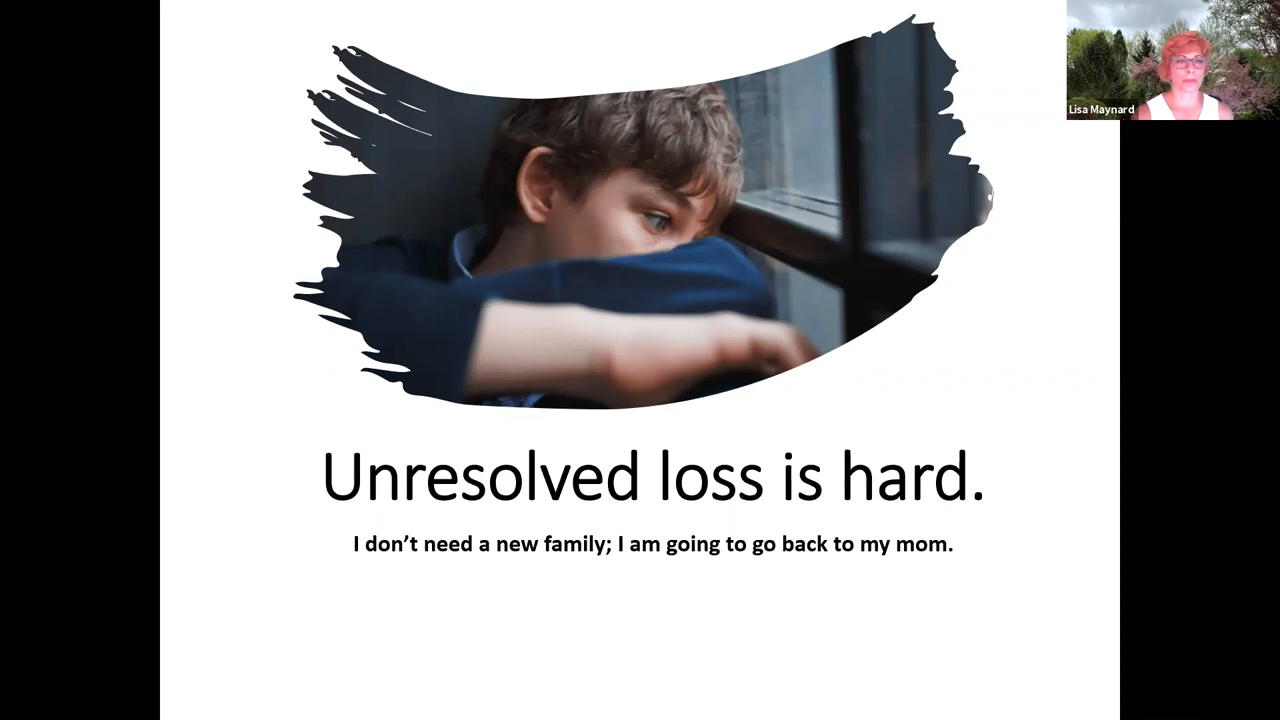 Lisa Maynard
Unresolved loss is hard.
I don’t need a new family; I am going to go back to my mom.